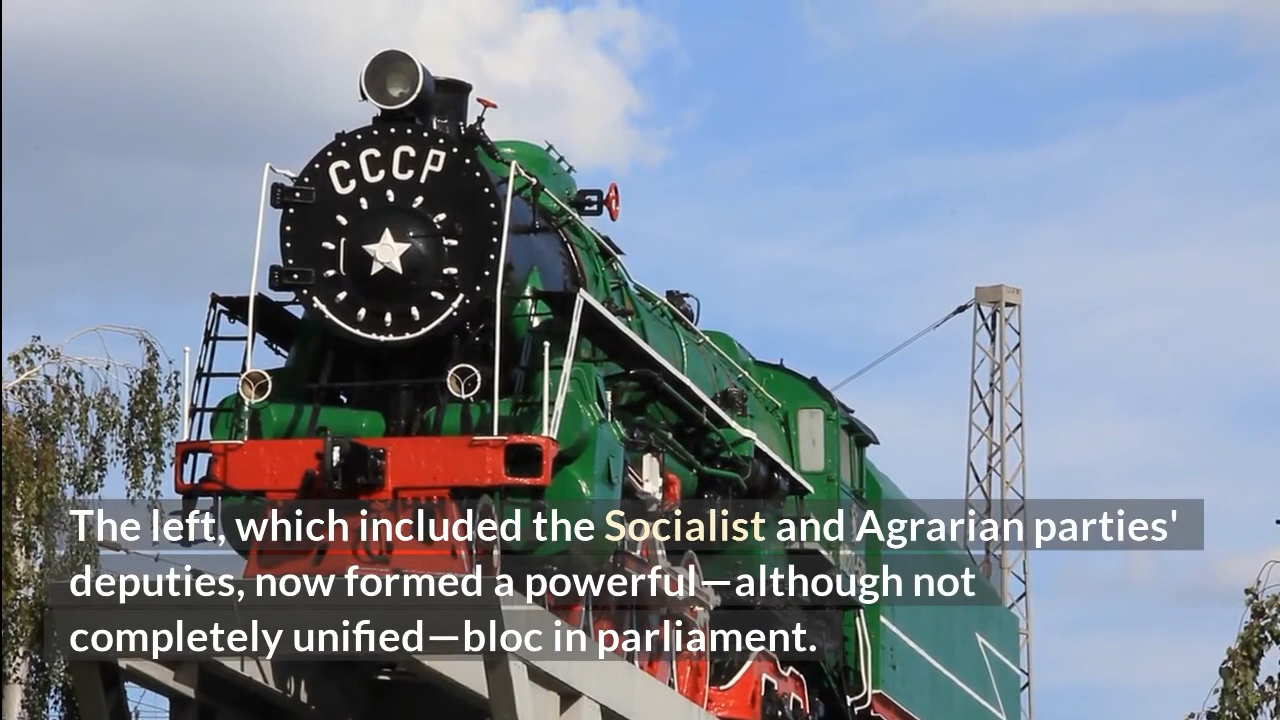 СССР
The left, which included the Socialist and Agrarian parties'
deputies, now formed a powerful—although not
completely unified—bloc in parliament.